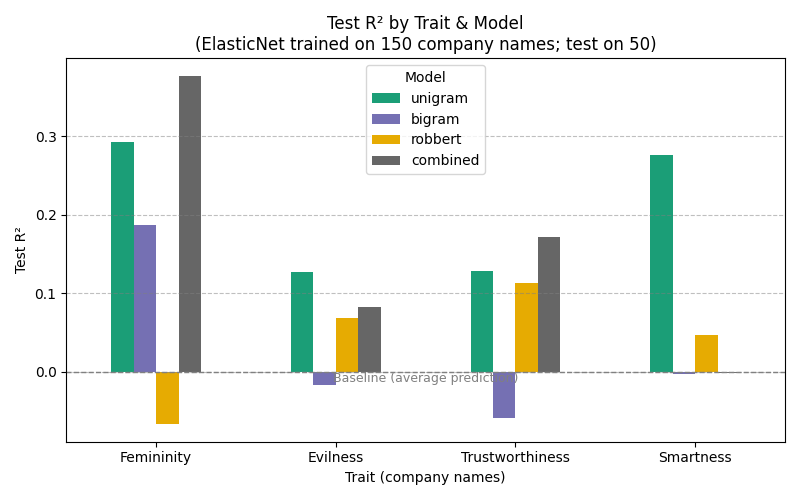 Test R² by Trait & Model
(ElasticNet trained on 150 company names; test on 50)
Model
unigram
bigram
robbert
combined
Test R²
0.3
0.2
0.1
0.0
Baseline (average prediction)
Femininity
Evilness
Trustworthiness
Smartness
Trait (company names)